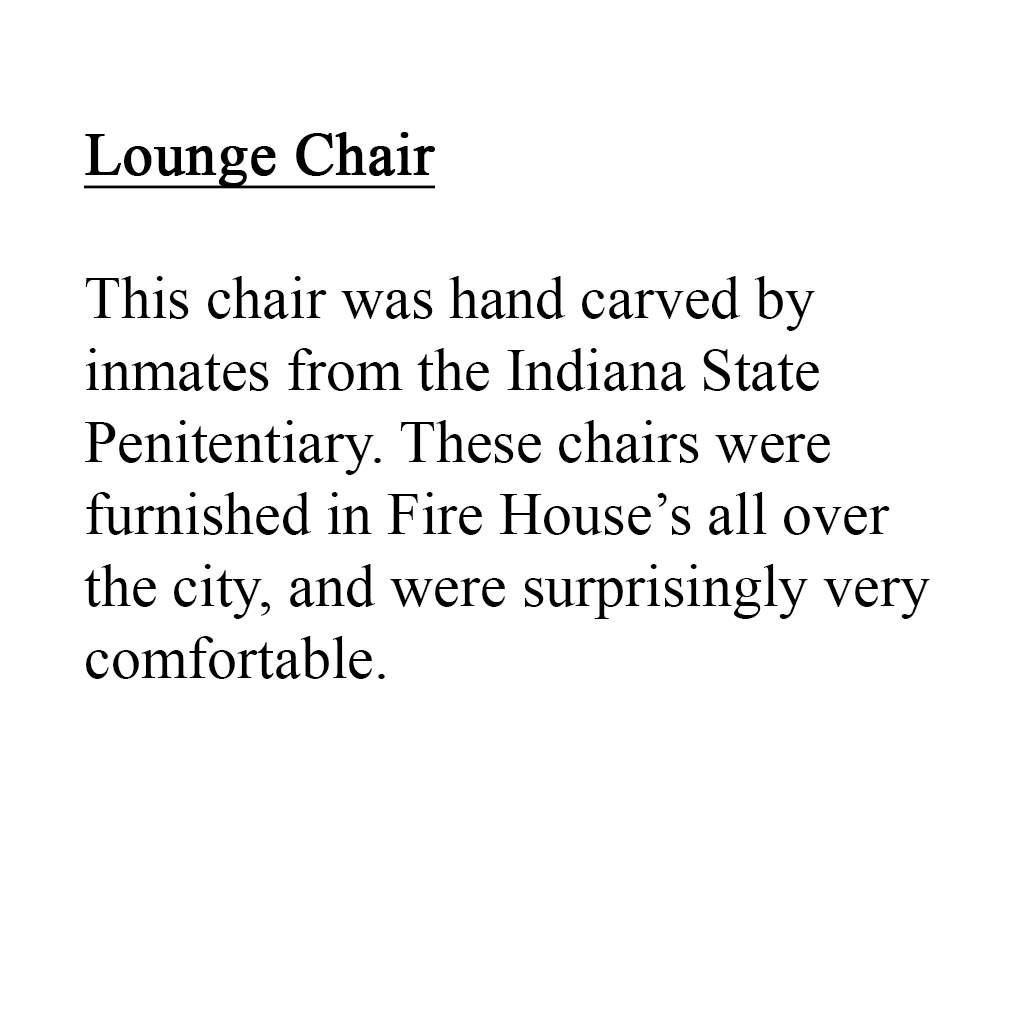 Lounge Chair
This chair was hand carved by
inmates from the Indiana State
Penitentiary. These chairs were
furnished in Fire House’s all over
the city, and were surprisingly very
comfortable.